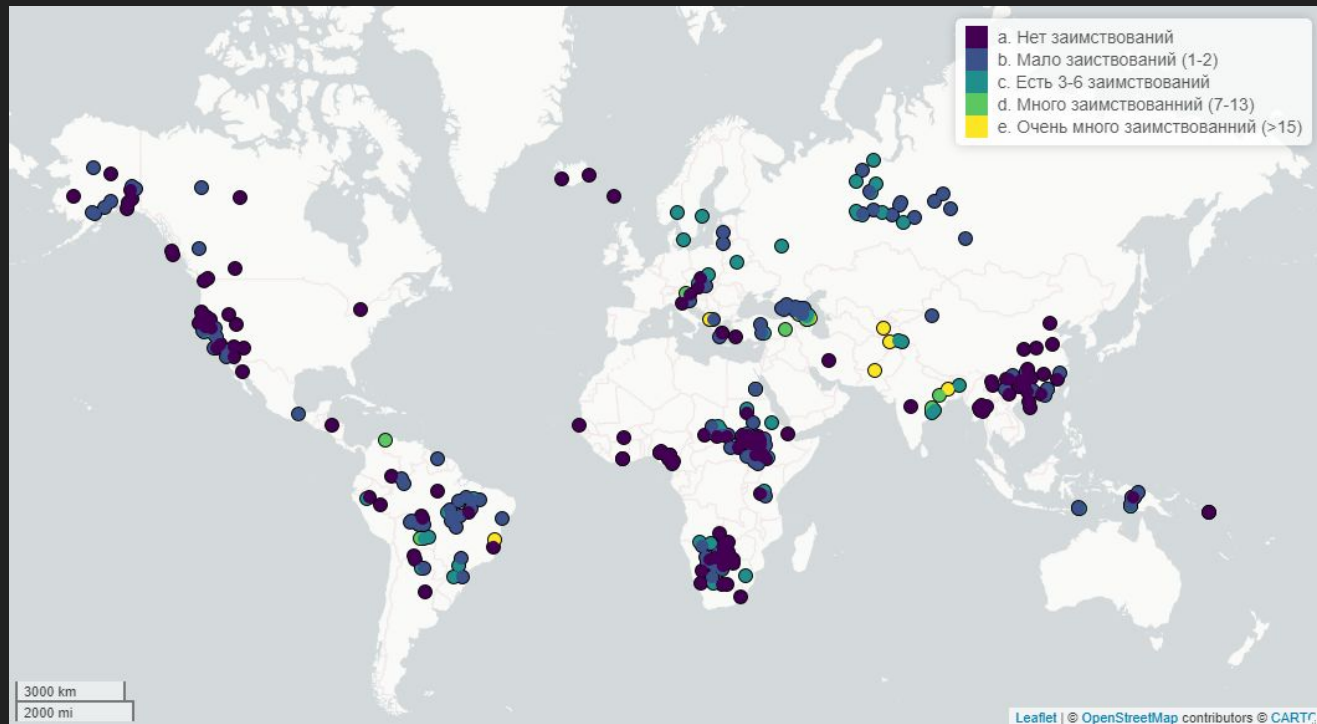 a. Нет заимствований
b. Мало заиствований (1-2)
c. Есть 3-6 заимствований
d. Много заимствованний (7-13)
e. Очень много заимствованний (>15)
3000 km
2000 mi
Leaflet | © OpenStreetMap contributors © CARTO